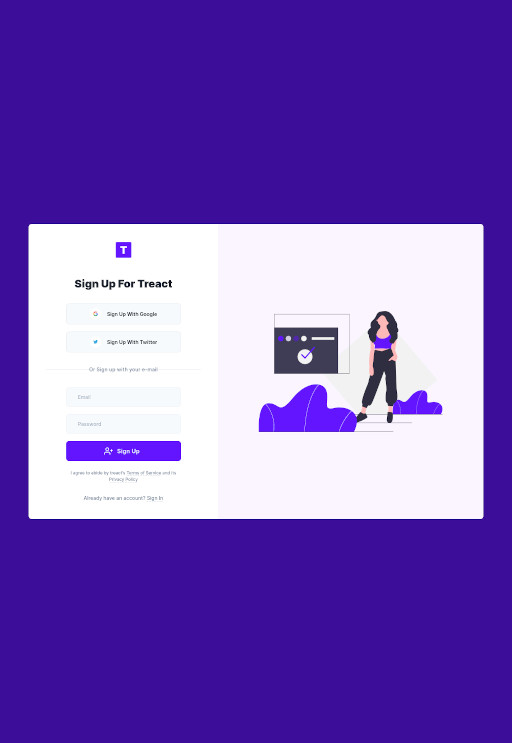 T
Sign Up For Treact
Sign Up With Google
Sign Up With Twitter
Or Sign up with your e-mail
Email
Password
Sign Up
I agree to abide by treact's Terms of Service and its
Privacy Policy
Already have an account? Sign In